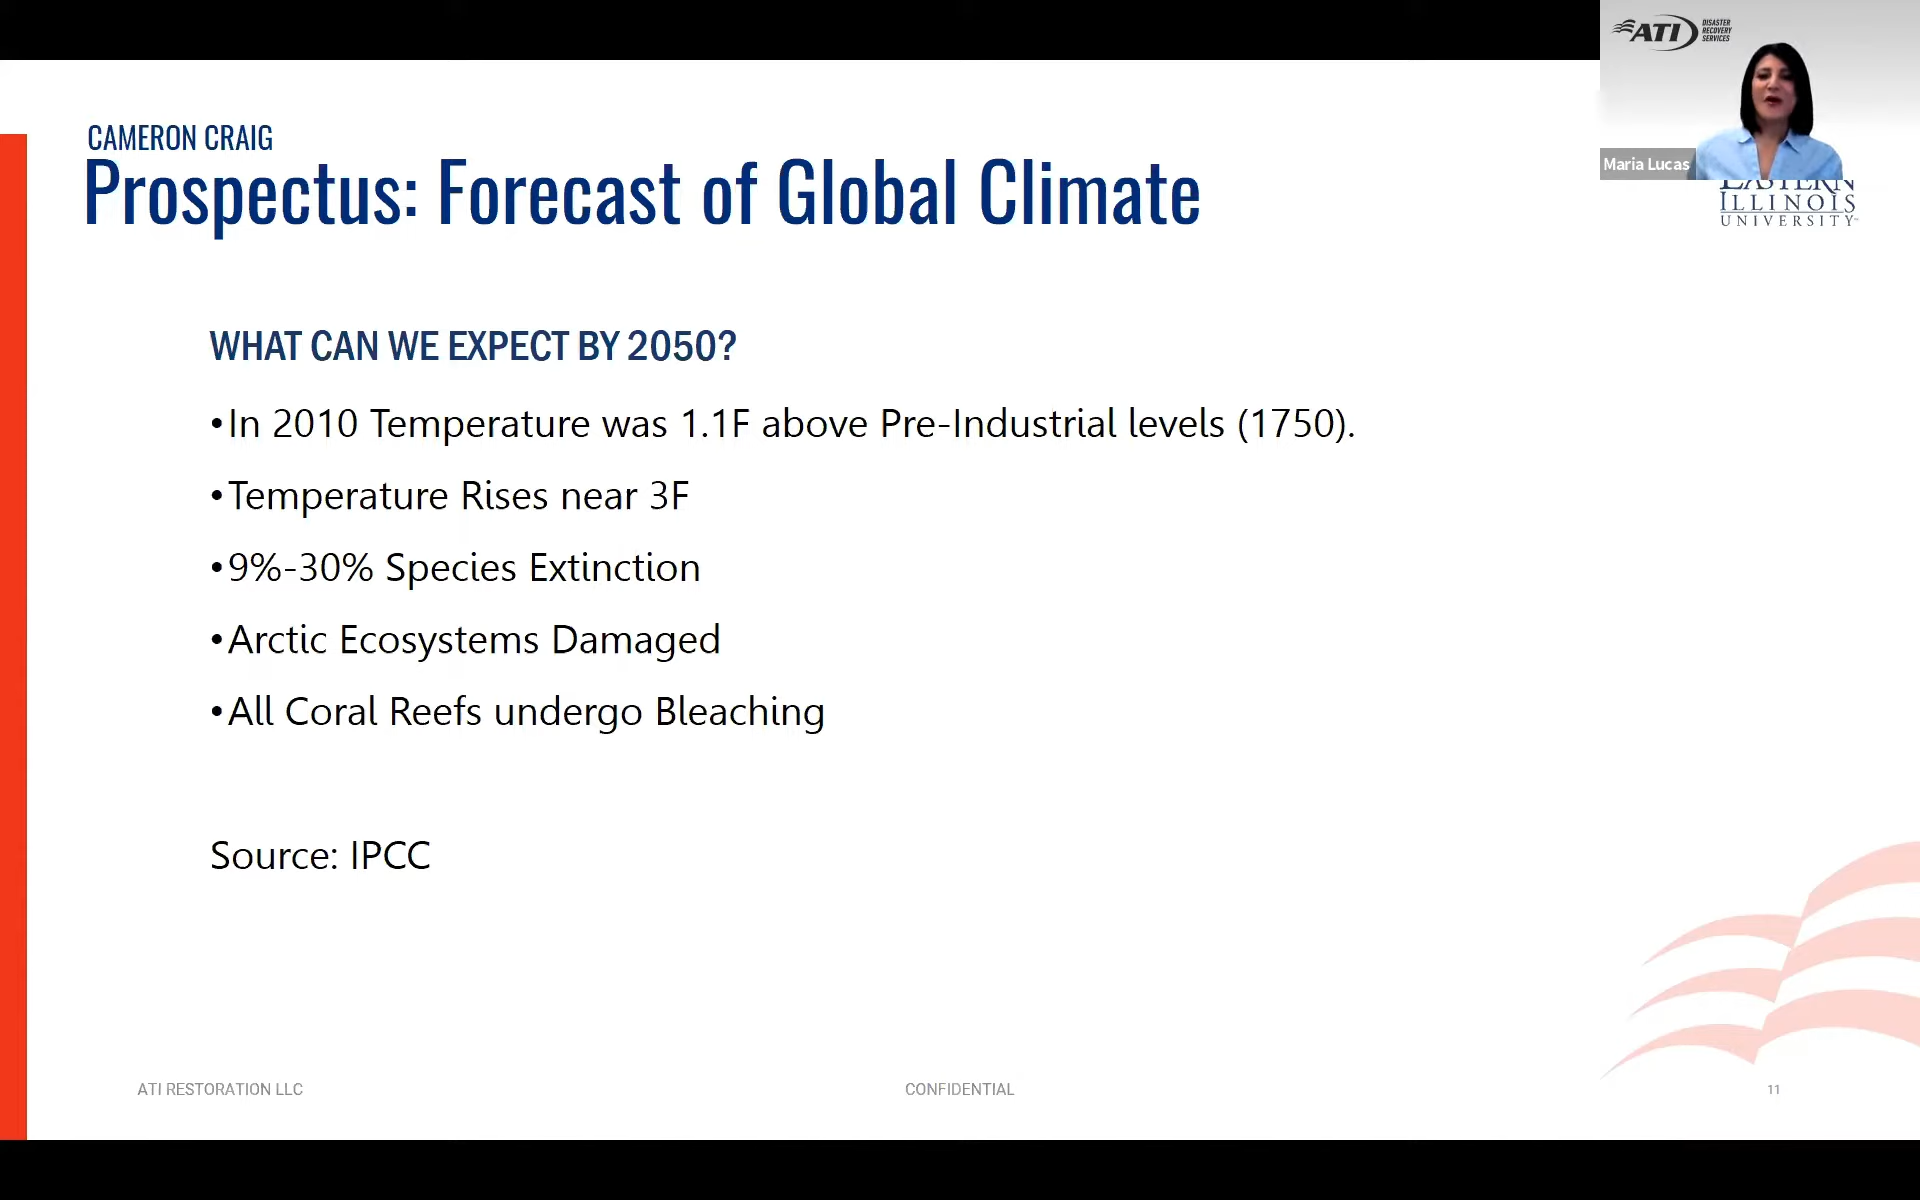 ATI DISASTER
RECOVERY
SERVICES
Maria Lucas
CAMERON CRAIG
Prospectus: Forecast of Global Climate
EASTERN
ILLINOIS
UNIVERSITY
WHAT CAN WE EXPECT BY 2050?
•In 2010 Temperature was 1.1F above Pre-Industrial levels (1750).
•Temperature Rises near 3F
•9%-30% Species Extinction
•Arctic Ecosystems Damaged
•All Coral Reefs undergo Bleaching
Source: IPCC
ATI RESTORATION LLC
CONFIDENTIAL
11